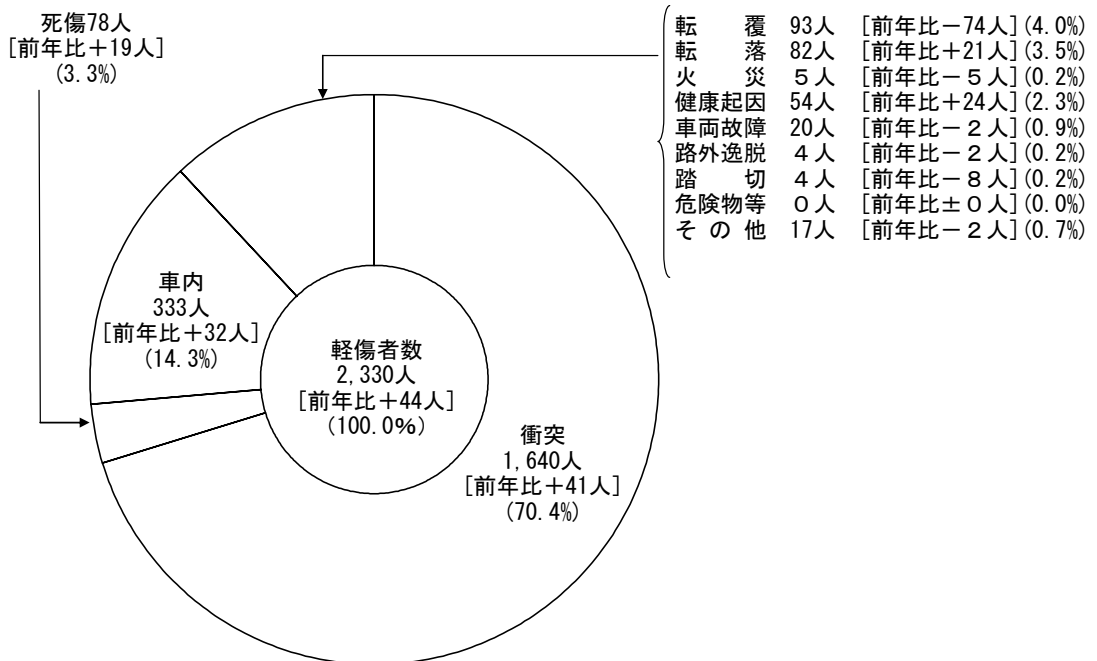 死傷78人
[前年比＋19人]
(3.3%)
転　　覆　93人　[前年比－74人](4.0%)
転　　落　82人　[前年比＋21人](3.5%)
火　　災　５人　[前年比－５人](0.2%)
健康起因　54人　[前年比＋24人](2.3%)
車両故障　20人　[前年比－２人](0.9%)
路外逸脱　４人　[前年比－２人](0.2%)
踏　　切　４人　[前年比－８人](0.2%)
危険物等　０人　[前年比±０人](0.0%)
そ の 他　17人　[前年比－２人](0.7%)
車内
333人
[前年比＋32人]
(14.3%)
軽傷者数
2,330人
[前年比＋44人]
(100.0%)
衝突
1,640人
[前年比＋41人]
(70.4%)